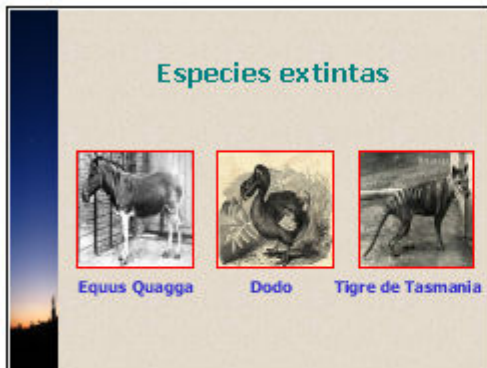 Especies extintas
Equus Quagga
Dodo
Tigre de Tasmania